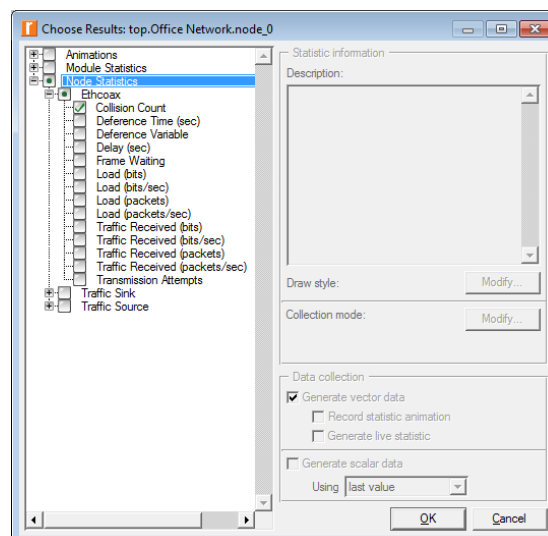 Choose Results: top.Office Network.node_0
Animations
Module Statistics
Node Statistics
Ethcoax
Collision Count
Deference Time (sec)
Deference Variable
Delay (sec)
Frame Waiting
Load (bits)
Load (bits/sec)
Load (packets)
Load (packets/sec)
Traffic Received (bits)
Traffic Received (bits/sec)
Traffic Received (packets)
Traffic Received (packets/sec)
Transmission Attempts
Traffic Sink
Traffic Source
Statistic information
Description:
Draw style: Modify...
Collection mode: Modify...
Data collection
Generate vector data
Record statistic animation
Generate live statistic
Generate scalar data
Using last value
OK Cancel